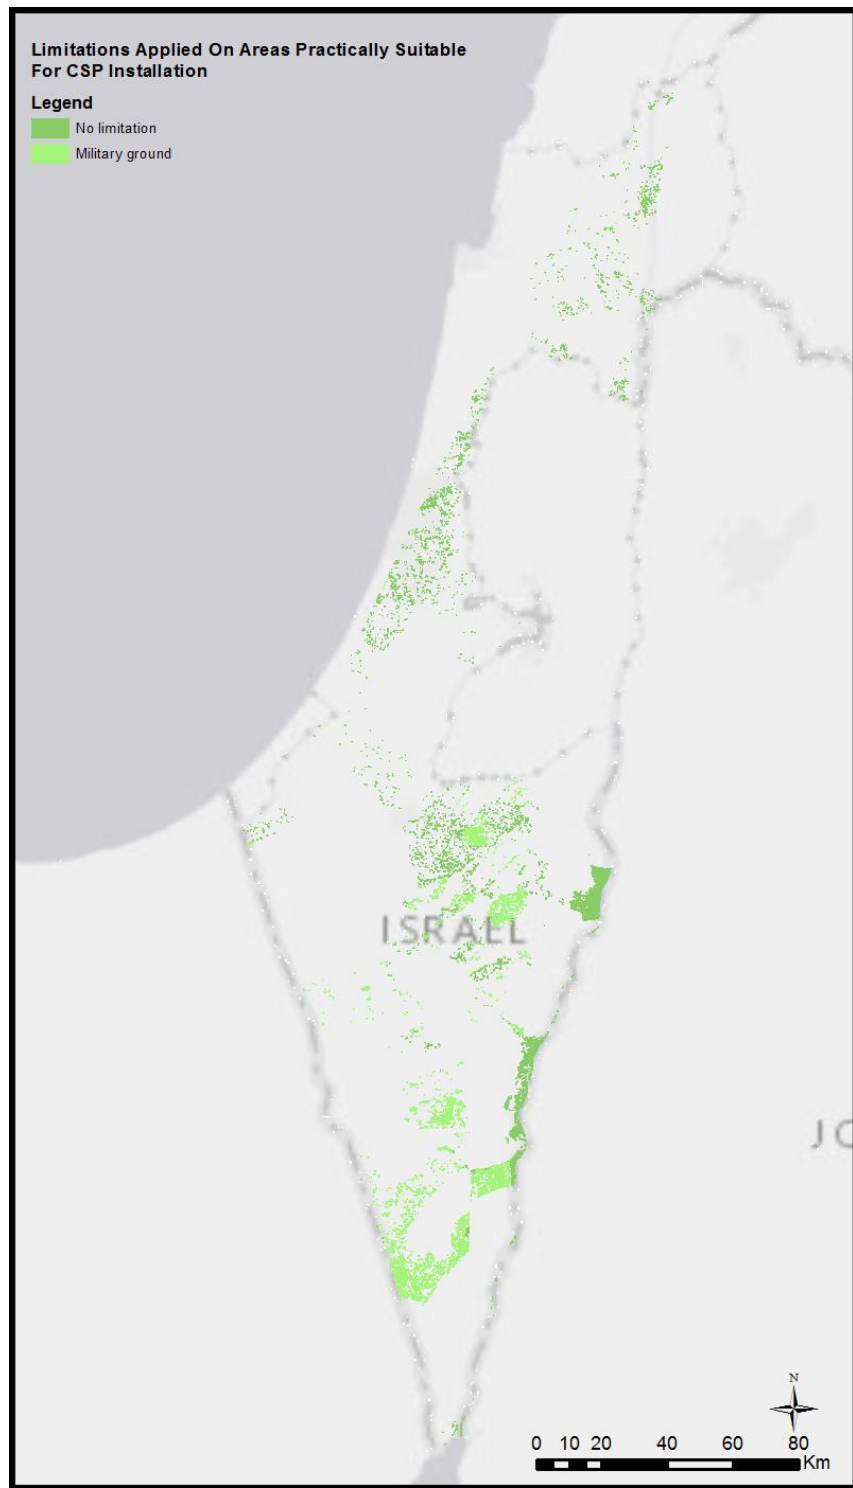 Limitations Applied On Areas Practically Suitable
For CSP Installation
Legend
No limitation
Military ground
ISRAEL
JO
N
0 10 20 40 60 80
Km